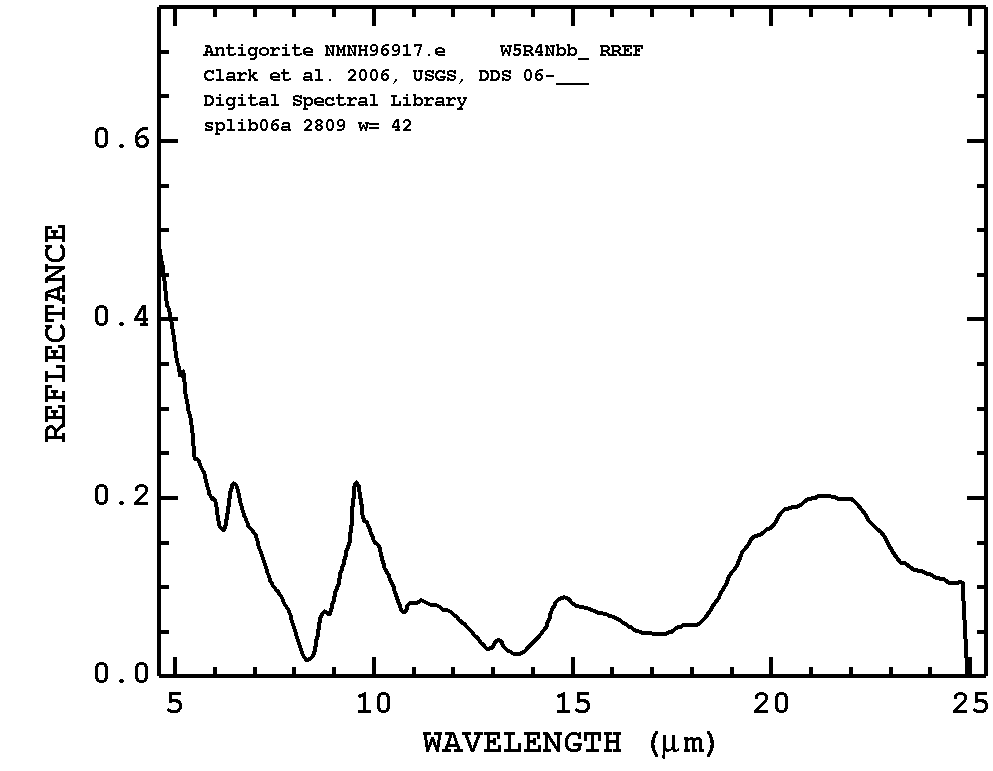 Antigorite NMNH96917.e W5R4Nbb_ RREF
Clark et al. 2006, USGS, DDS 06-___
Digital Spectral Library
splib06a 2809 w= 42
0.6
0.4
0.2
0.0
REFLECTANCE
5 10 15 20 25
WAVELENGTH (μm)